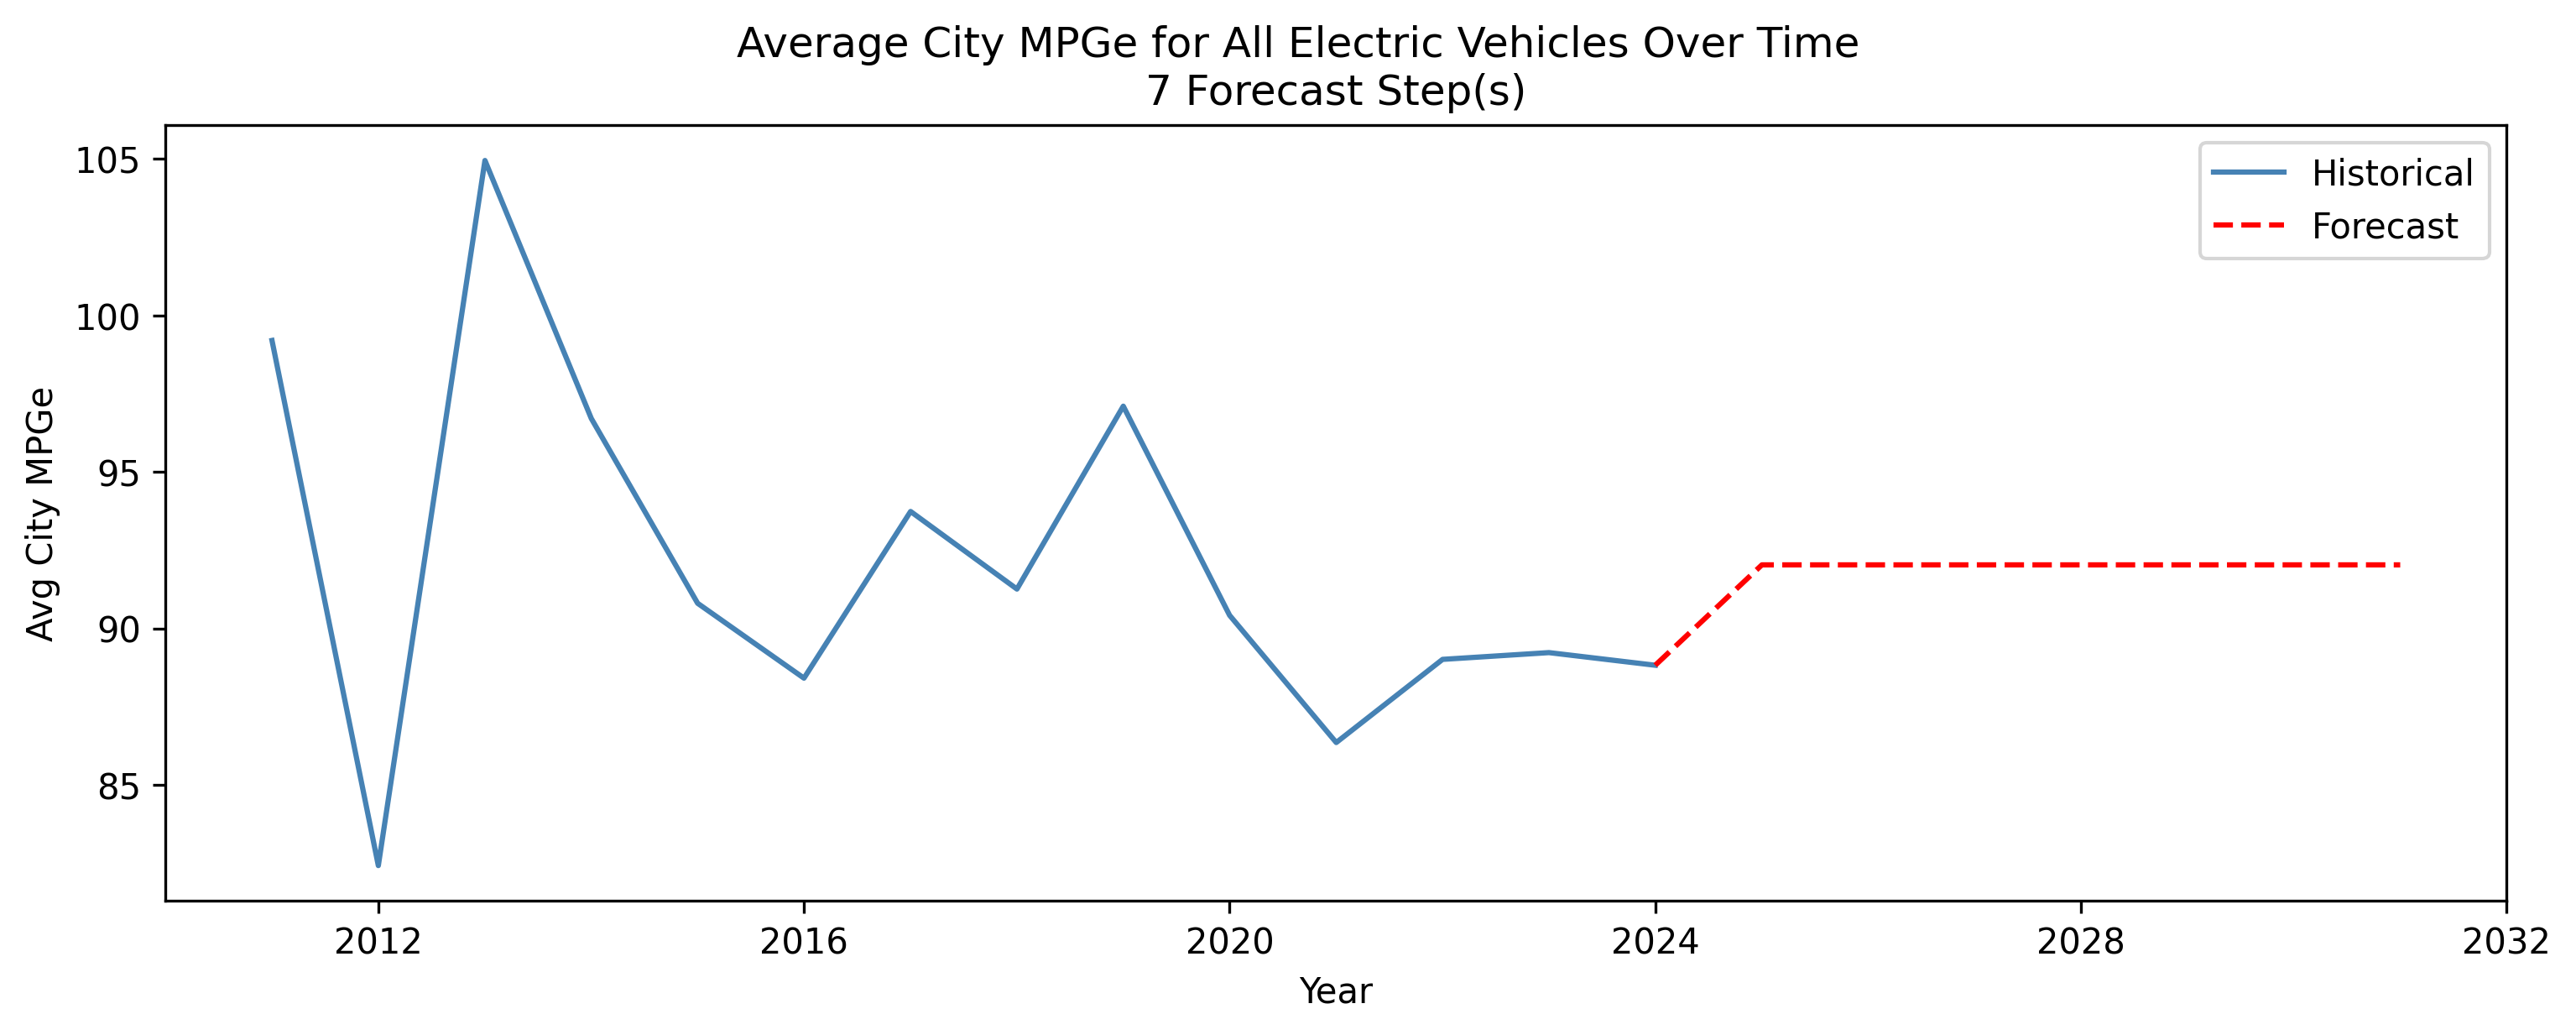 Average City MPGe for All Electric Vehicles Over Time
7 Forecast Step(s)
105
100
95
90
85
Avg City MPGe
Historical
Forecast
2012
2016
2020
2024
2028
2032
Year